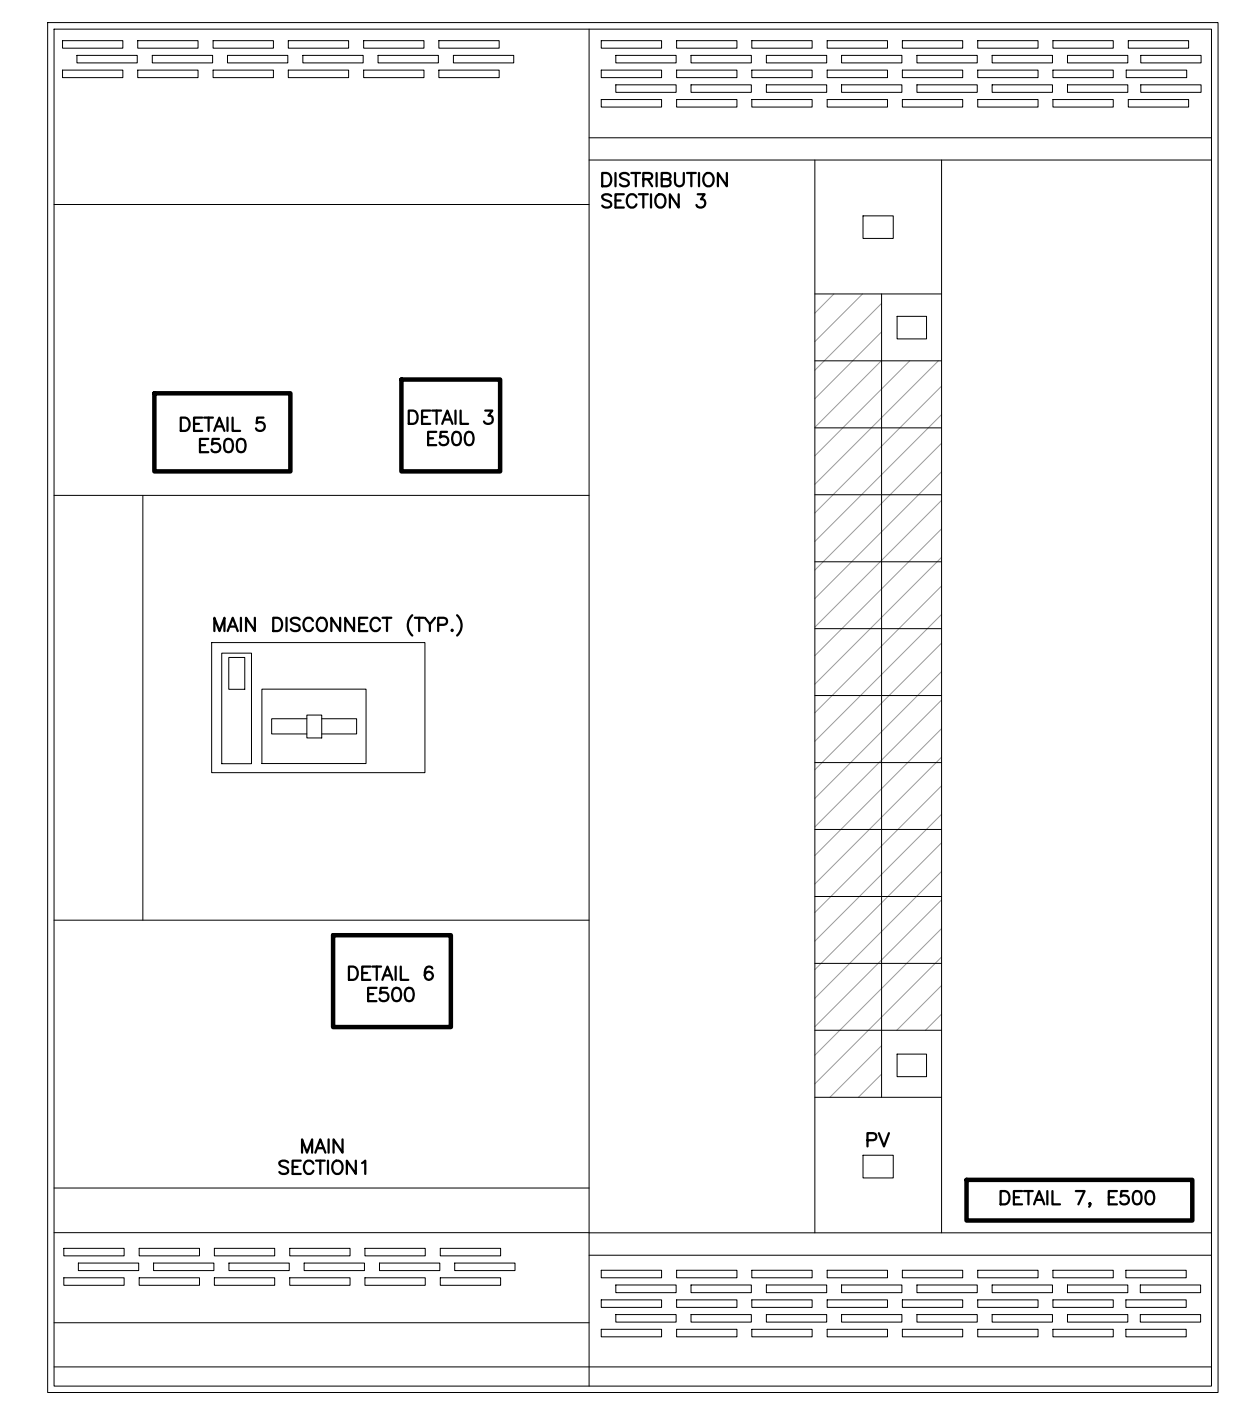 DISTRIBUTION
SECTION 3
DETAIL 5
E500
DETAIL 3
E500
MAIN DISCONNECT (TYP.)
DETAIL 6
E500
MAIN
SECTION1
PV
DETAIL 7, E500